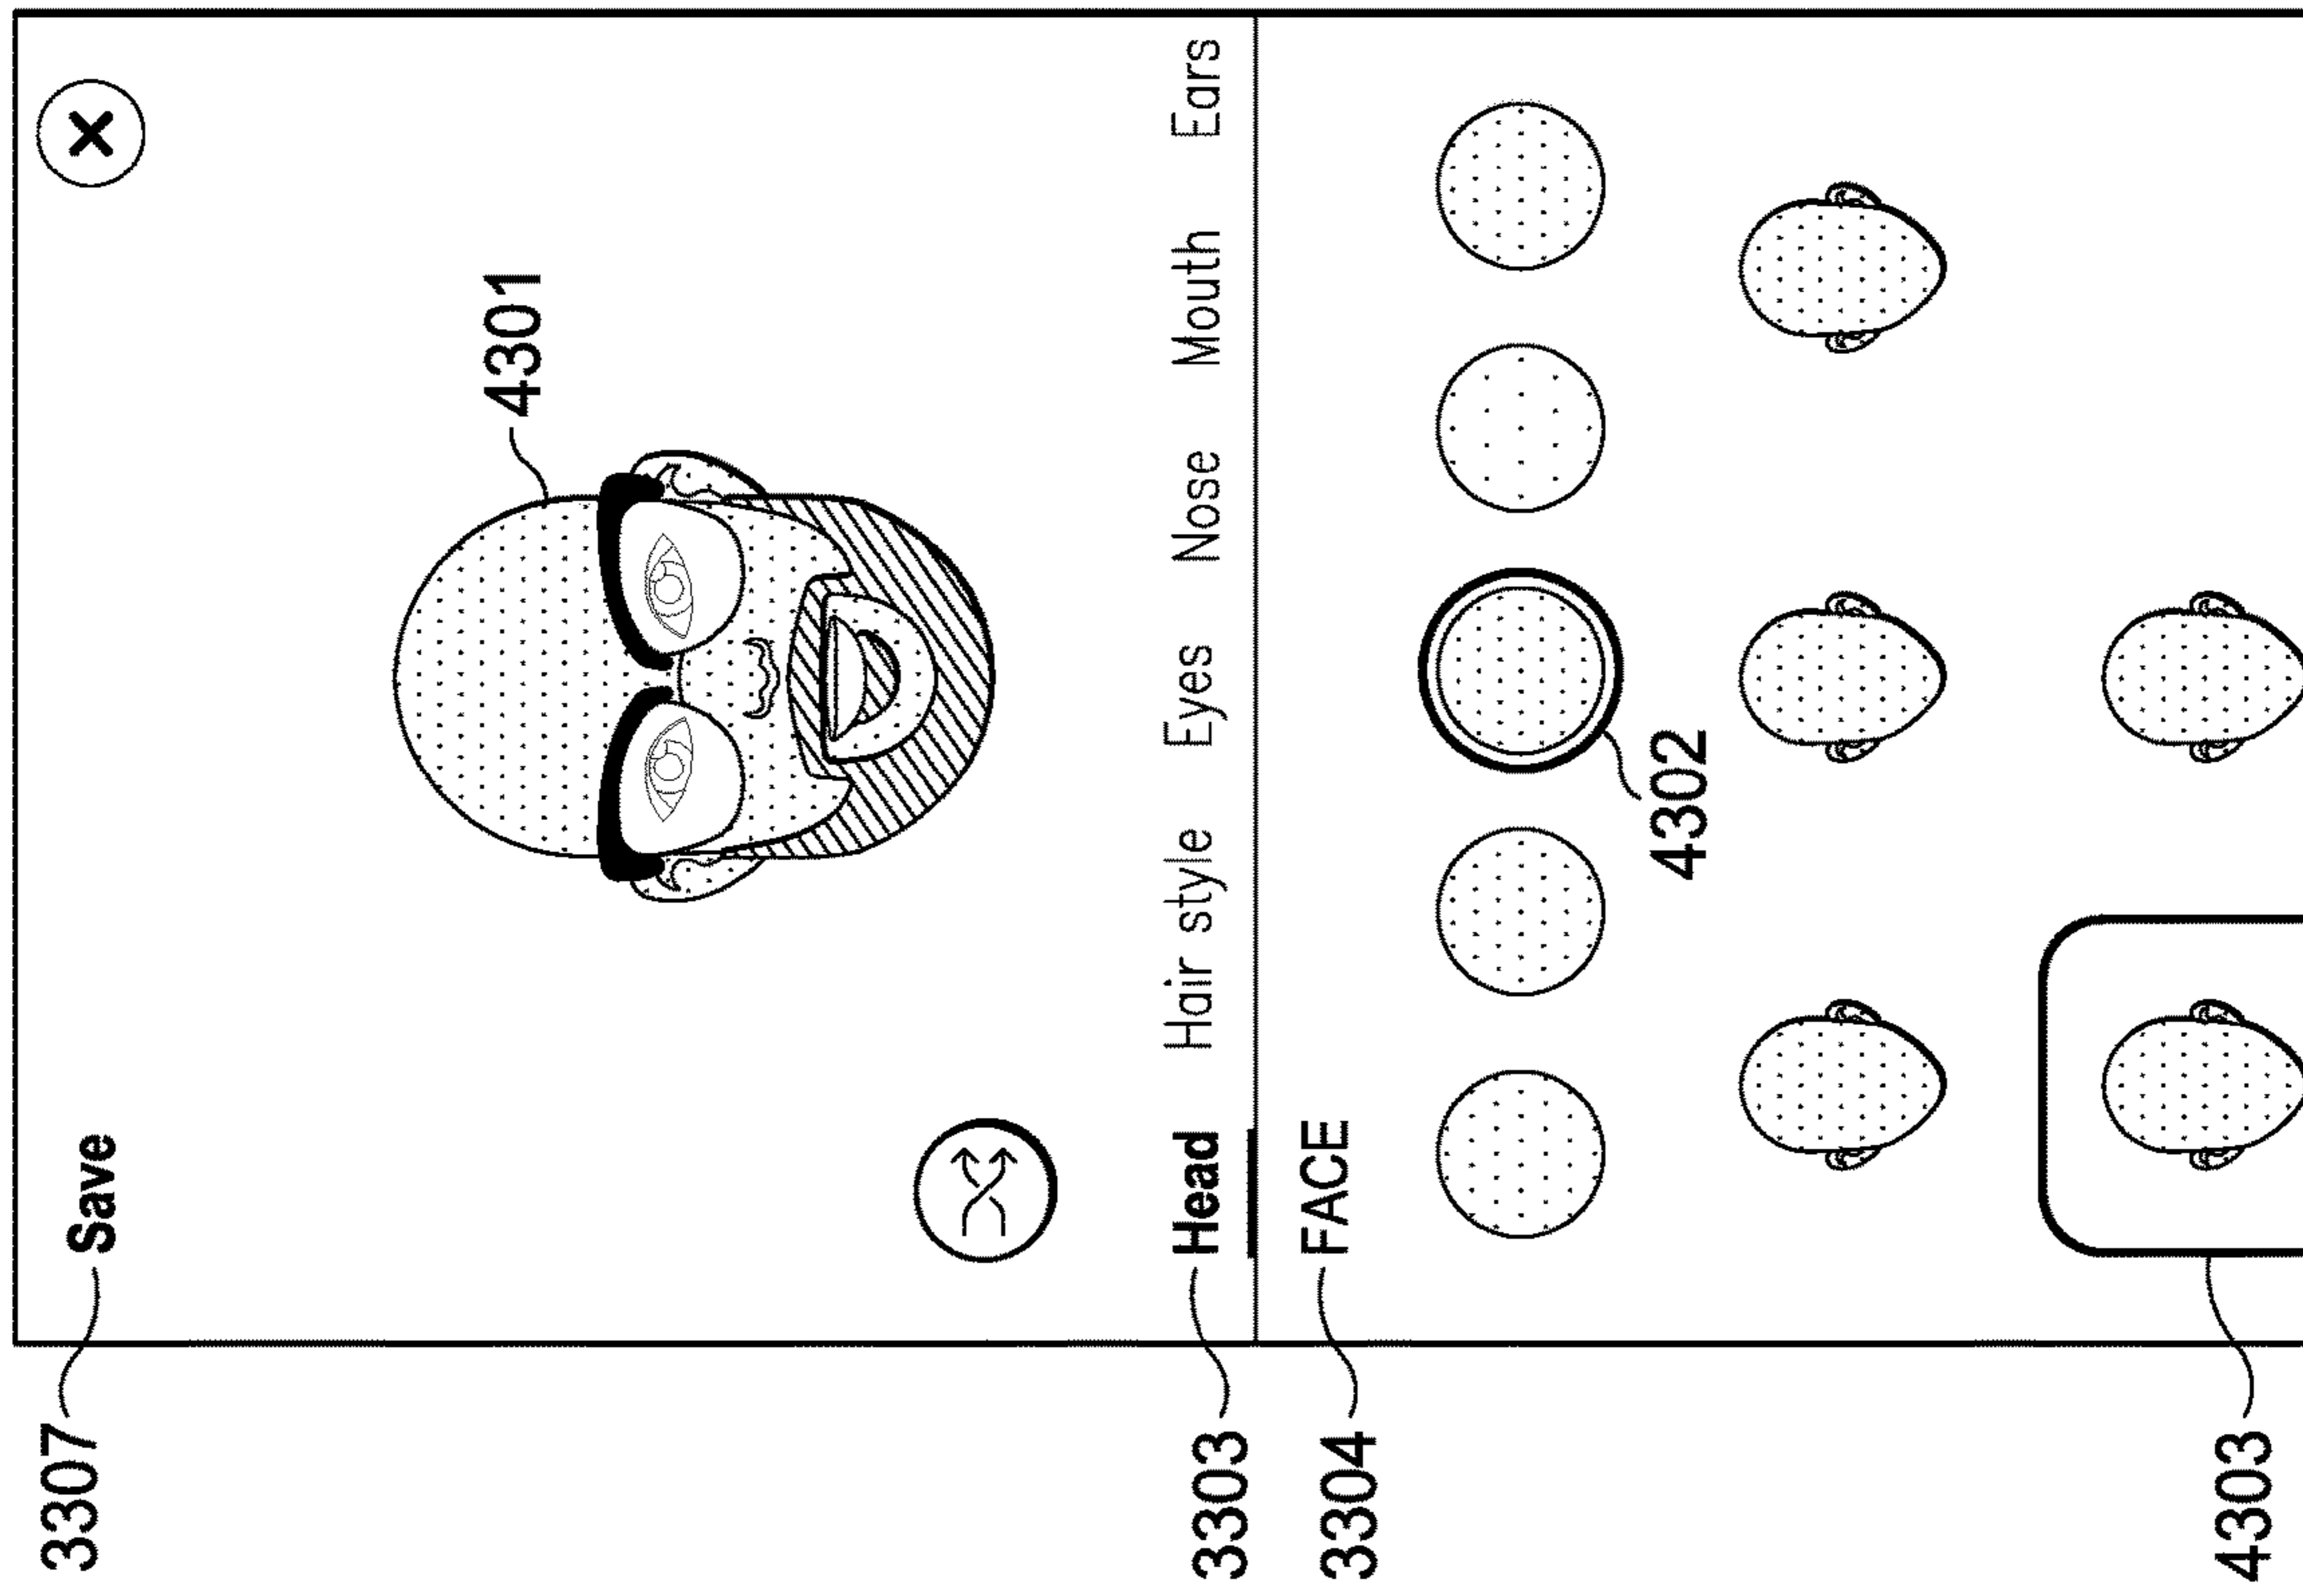 3307 Save
4301
3303 Head Hair style Eyes Nose Mouth Ears
3304 FACE
4302
4303